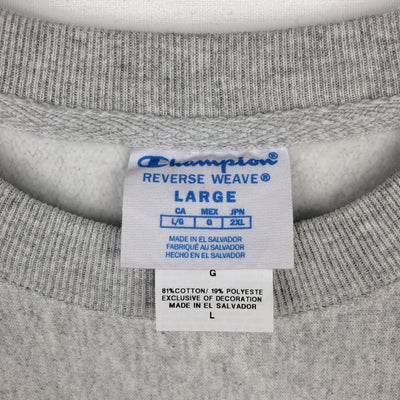 Champion
REVERSE WEAVE®
LARGE
CA MEX JPN
L/G G 2XL
MADE IN EL SALVADOR
FABRIQUÉ AU SALVADOR
HECHO EN EL SALVADOR
G
81%COTTON/ 19% POLYESTE
EXCLUSIVE OF DECORATION
MADE IN EL SALVADOR
L